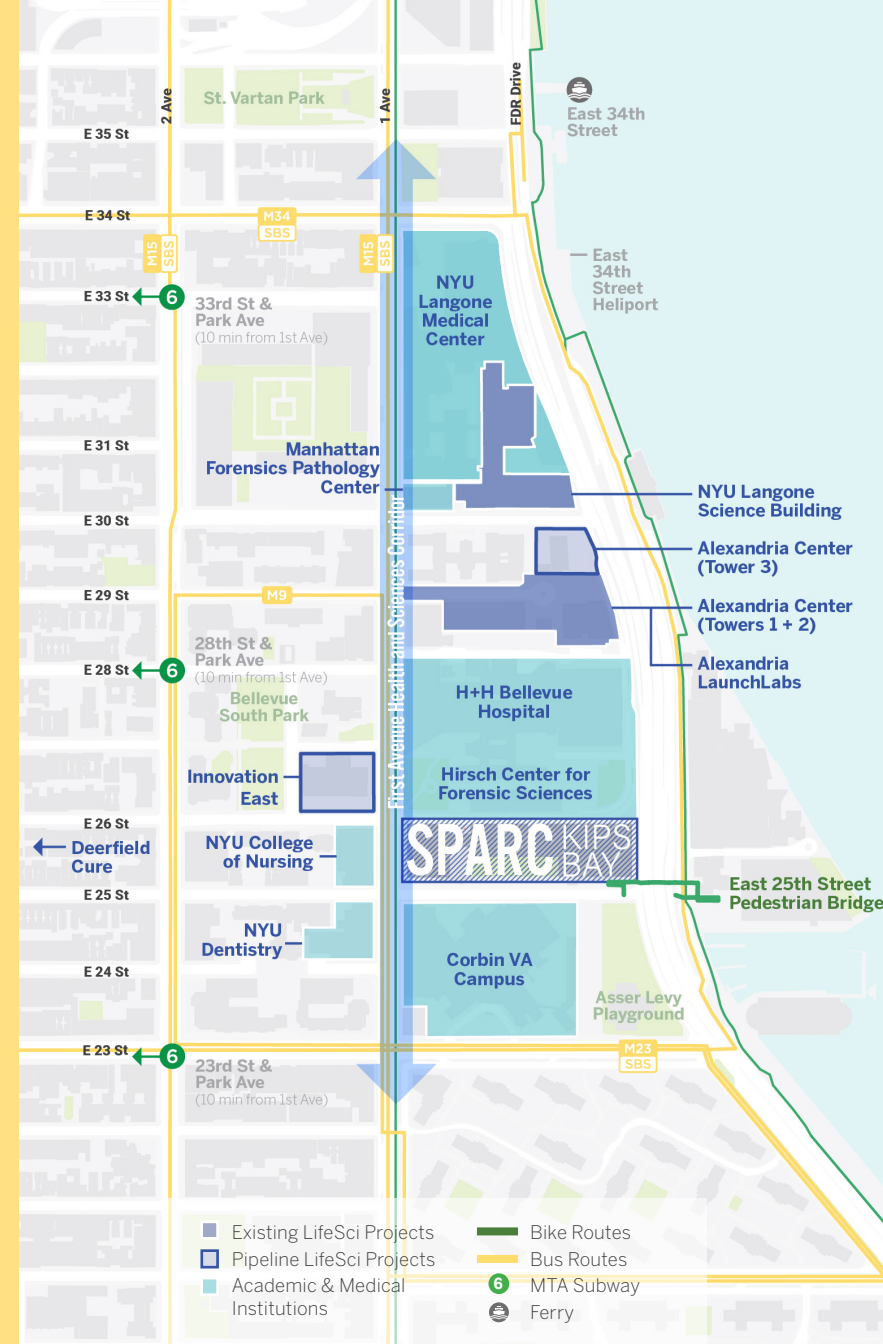 2 Ave
St. Vartan Park
1 Ave
FDR Drive
East 34th
Street
E 35 St
E 34 St
M34
SBS
M15
SBS
M15
SBS
East
34th
Street
Heliport
E 33 St
6
33rd St &
Park Ave
(10 min from 1st Ave)
NYU
Langone
Medical
Center
E 31 St
Manhattan
Forensics Pathology
Center
NYU Langone
Science Building
E 30 St
First Avenue Health and Sciences Corridor
Alexandria Center
(Tower 3)
E 29 St
M9
Alexandria Center
(Towers 1 + 2)
28th St &
Park Ave
(10 min from 1st Ave)
E 28 St
6
Alexandria
LaunchLabs
Bellevue
South Park
H+H Bellevue
Hospital
Innovation
East
Hirsch Center for
Forensic Sciences
E 26 St
Deerfield
Cure
NYU College
of Nursing
SPARC KIPS
BAY
E 25 St
East 25th Street
Pedestrian Bridge
NYU
Dentistry
E 24 St
Corbin VA
Campus
Asser Levy
Playground
E 23 St
6
23rd St &
Park Ave
(10 min from 1st Ave)
M23
SBS
Existing LifeSci Projects
Pipeline LifeSci Projects
Academic & Medical
Institutions
Bike Routes
Bus Routes
6 MTA Subway
Ferry